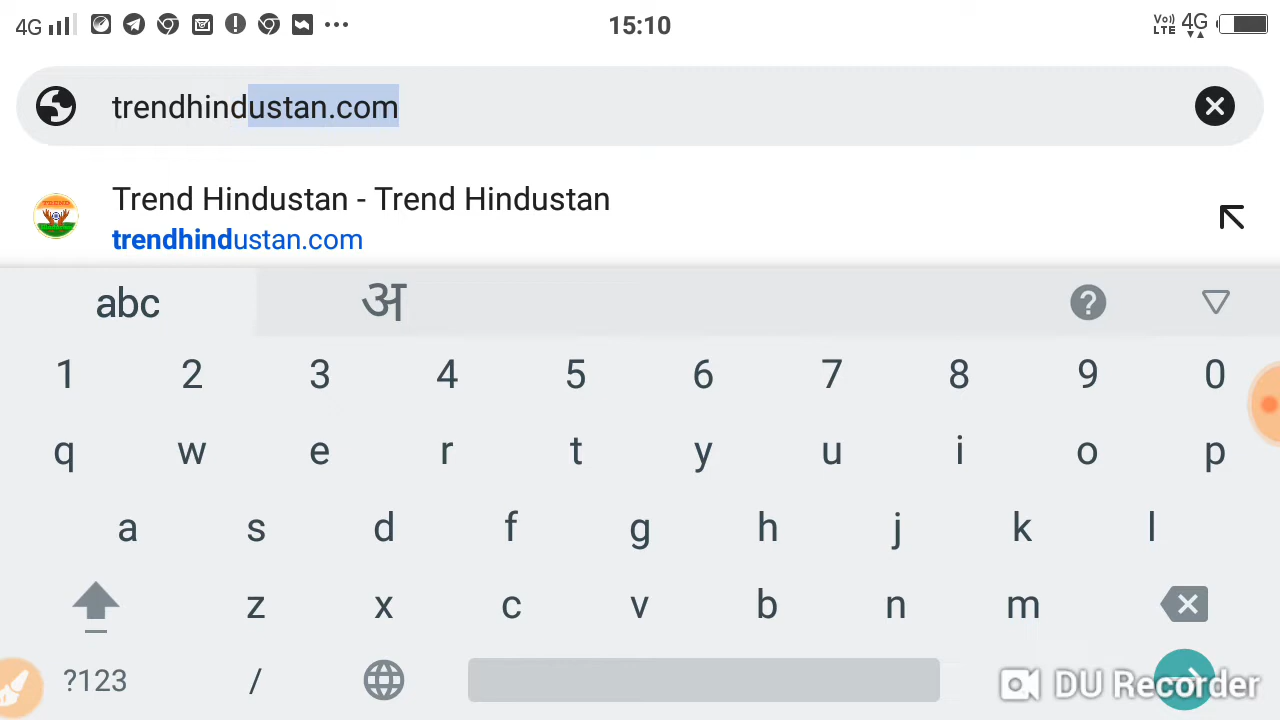 4G 15:10 Vo)) LTE 4G
trendhindustan.com
Trend Hindustan - Trend Hindustan
trendhindustan.com
abc अ ?
1 2 3 4 5 6 7 8 9 0
q w e r t y u i o p
a s d f g h j k l
z x c v b n m
?123 / DU Recorder